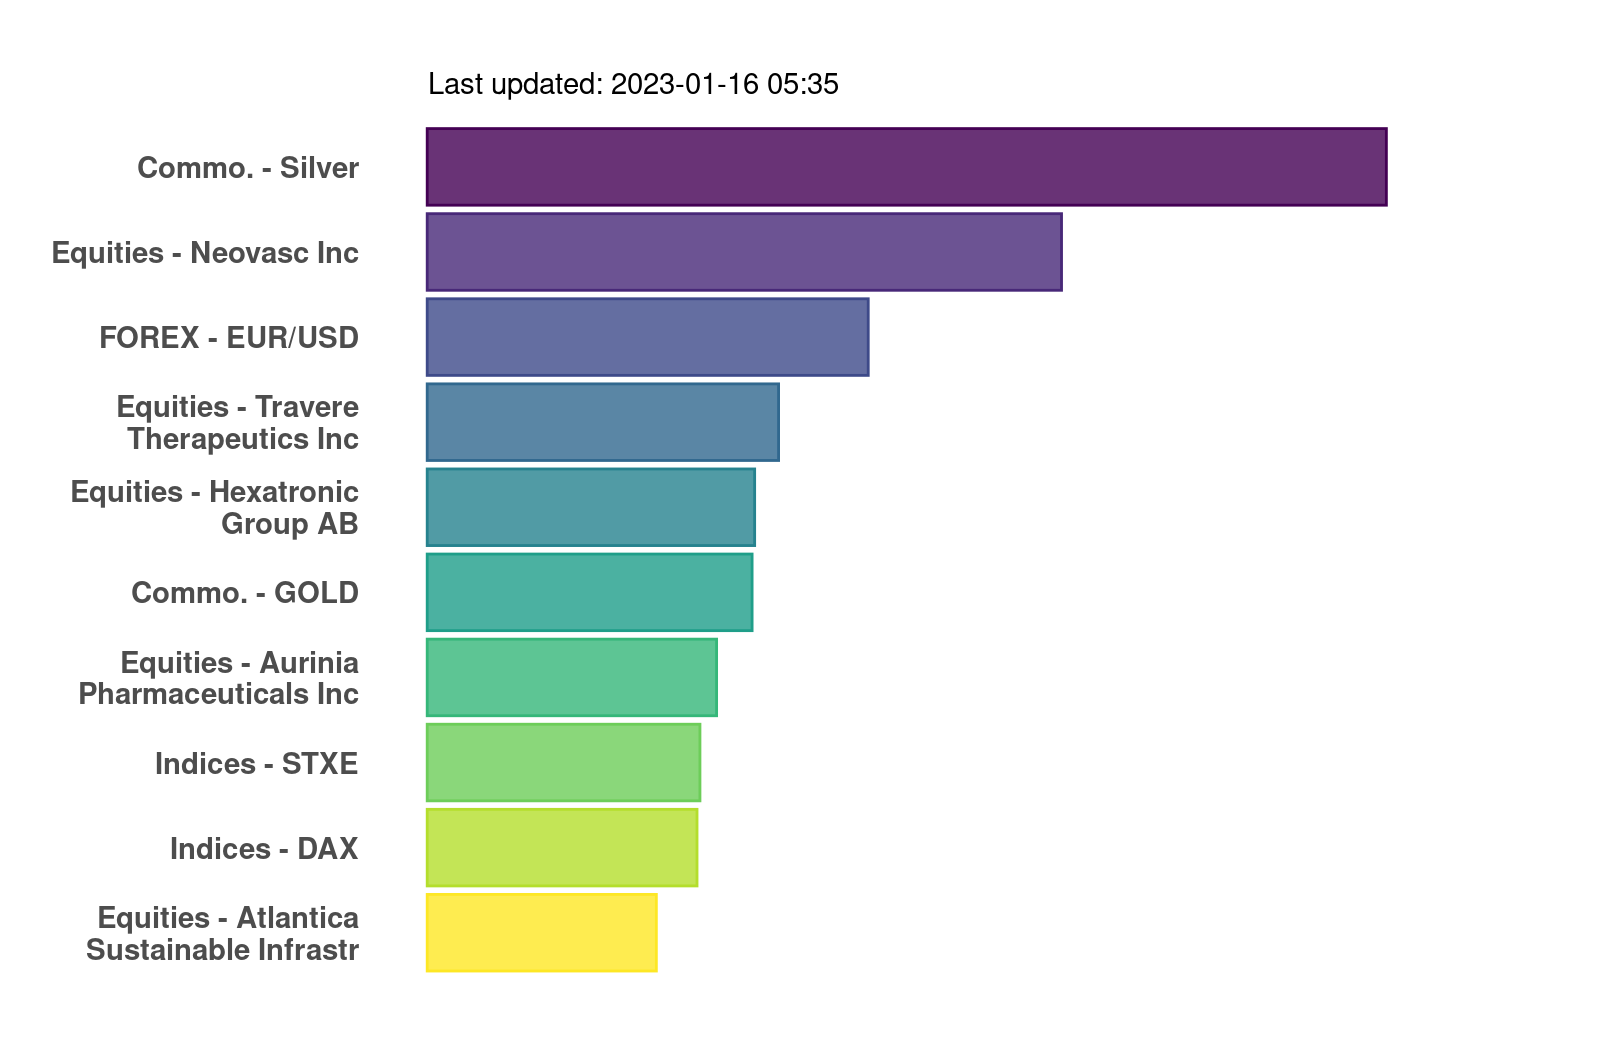 Last updated: 2023-01-16 05:35
Commo. - Silver
Equities - Neovasc Inc
FOREX - EUR/USD
Equities - Travere
Therapeutics Inc
Equities - Hexatronic
Group AB
Commo. - GOLD
Equities - Aurinia
Pharmaceuticals Inc
Indices - STXE
Indices - DAX
Equities - Atlantica
Sustainable Infrastr